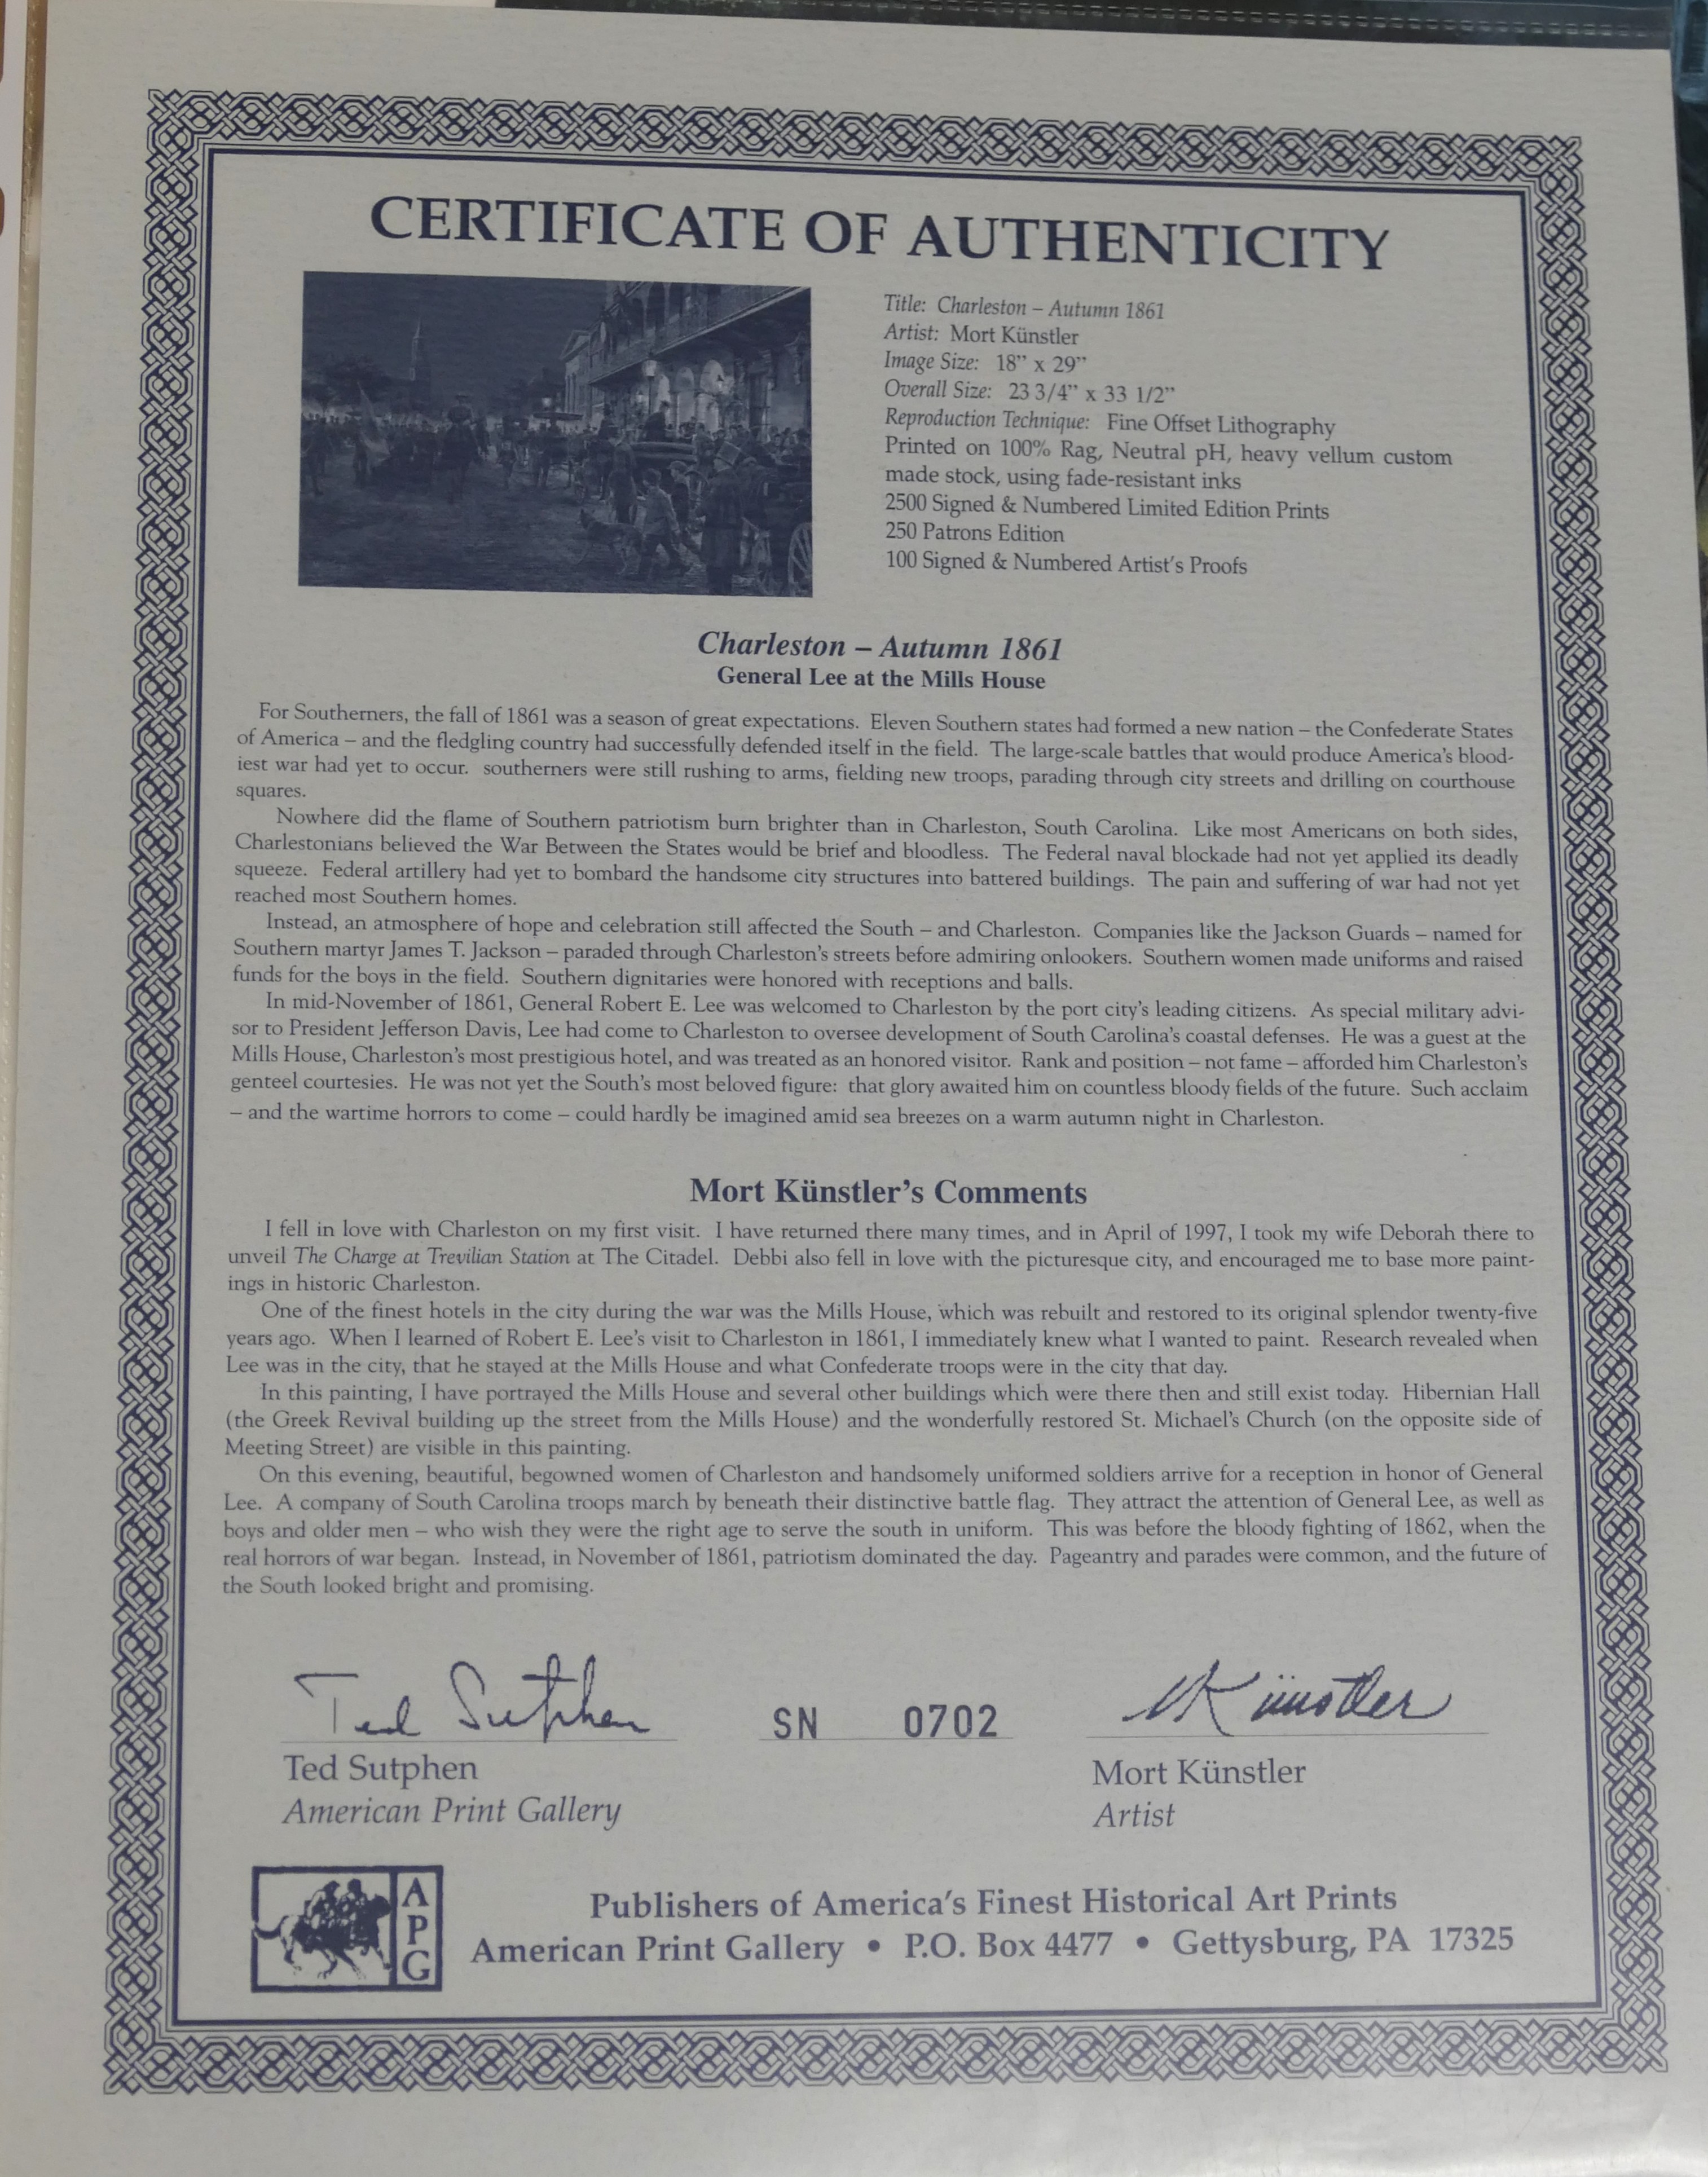 CERTIFICATE OF AUTHENTICITY
Title: Charleston – Autumn 1861
Artist: Mort Künstler
Image Size: 18" x 29"
Overall Size: 23 3/4" x 33 1/2"
Reproduction Technique: Fine Offset Lithography
Printed on 100% Rag, Neutral pH, heavy vellum custom
made stock, using fade-resistant inks
2500 Signed & Numbered Limited Edition Prints
250 Patrons Edition
100 Signed & Numbered Artist's Proofs
Charleston – Autumn 1861
General Lee at the Mills House
For Southerners, the fall of 1861 was a season of great expectations. Eleven Southern states had formed a new nation – the Confederate States
of America – and the fledgling country had successfully defended itself in the field. The large-scale battles that would produce America's blood-
iest war had yet to occur. southerners were still rushing to arms, fielding new troops, parading through city streets and drilling on courthouse
squares.
Nowhere did the flame of Southern patriotism burn brighter than in Charleston, South Carolina. Like most Americans on both sides,
Charlestonians believed the War Between the States would be brief and bloodless. The Federal naval blockade had not yet applied its deadly
squeeze. Federal artillery had yet to bombard the handsome city structures into battered buildings. The pain and suffering of war had not yet
reached most Southern homes.
Instead, an atmosphere of hope and celebration still affected the South – and Charleston. Companies like the Jackson Guards – named for
Southern martyr James T. Jackson – paraded through Charleston's streets before admiring onlookers. Southern women made uniforms and raised
funds for the boys in the field. Southern dignitaries were honored with receptions and balls.
In mid-November of 1861, General Robert E. Lee was welcomed to Charleston by the port city's leading citizens. As special military advi-
sor to President Jefferson Davis, Lee had come to Charleston to oversee development of South Carolina's coastal defenses. He was a guest at the
Mills House, Charleston's most prestigious hotel, and was treated as an honored visitor. Rank and position – not fame – afforded him Charleston's
genteel courtesies. He was not yet the South's most beloved figure: that glory awaited him on countless bloody fields of the future. Such acclaim
– and the wartime horrors to come – could hardly be imagined amid sea breezes on a warm autumn night in Charleston.
Mort Künstler's Comments
I fell in love with Charleston on my first visit. I have returned there many times, and in April of 1997, I took my wife Deborah there to
unveil The Charge at Trevilian Station at The Citadel. Debbi also fell in love with the picturesque city, and encouraged me to base more paint-
ings in historic Charleston.
One of the finest hotels in the city during the war was the Mills House, which was rebuilt and restored to its original splendor twenty-five
years ago. When I learned of Robert E. Lee's visit to Charleston in 1861, I immediately knew what I wanted to paint. Research revealed when
Lee was in the city, that he stayed at the Mills House and what Confederate troops were in the city that day.
In this painting, I have portrayed the Mills House and several other buildings which were there then and still exist today. Hibernian Hall
(the Greek Revival building up the street from the Mills House) and the wonderfully restored St. Michael's Church (on the opposite side of
Meeting Street) are visible in this painting.
On this evening, beautiful, begowned women of Charleston and handsomely uniformed soldiers arrive for a reception in honor of General
Lee. A company of South Carolina troops march by beneath their distinctive battle flag. They attract the attention of General Lee, as well as
boys and older men – who wish they were the right age to serve the south in uniform. This was before the bloody fighting of 1862, when the
real horrors of war began. Instead, in November of 1861, patriotism dominated the day. Pageantry and parades were common, and the future of
the South looked bright and promising.
Ted Sutphen
SN 0702
MKünstler
Ted Sutphen
American Print Gallery
Mort Künstler
Artist
APG
Publishers of America's Finest Historical Art Prints
American Print Gallery • P.O. Box 4477 • Gettysburg, PA 17325